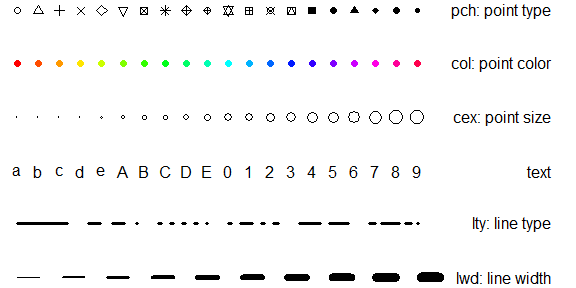 pch: point type
col: point color
cex: point size
a b c d e A B C D E 0 1 2 3 4 5 6 7 8 9 text
lty: line type
lwd: line width